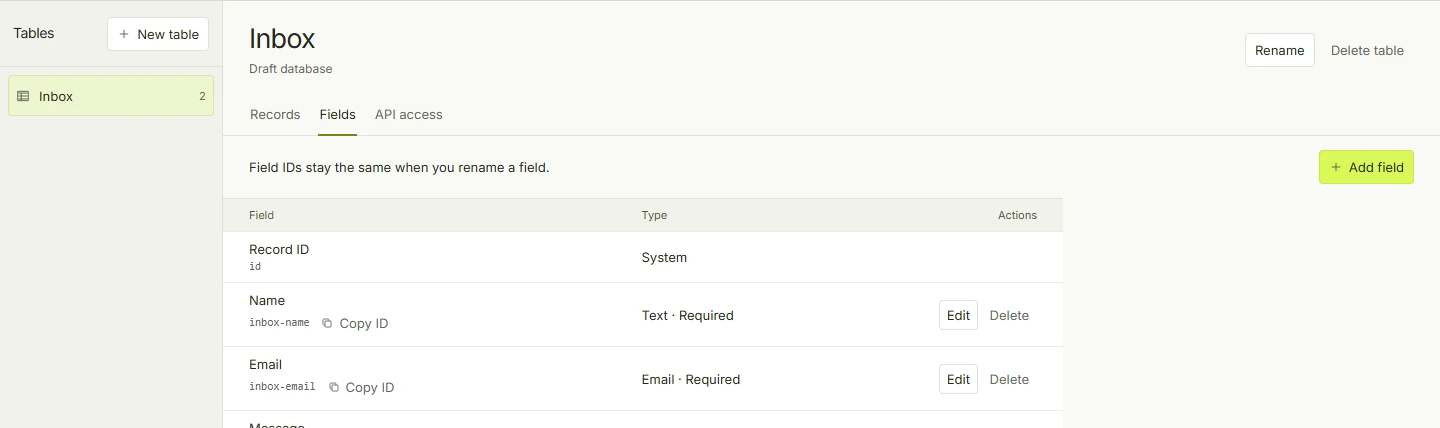 Tables
New table
Inbox
2
Inbox
Draft database
Rename
Delete table
Records
Fields
API access
Field IDs stay the same when you rename a field.
Add field
Field
Type
Actions
Record ID
id
System
Name
inbox-name
Copy ID
Text · Required
Edit
Delete
Email
inbox-email
Copy ID
Email · Required
Edit
Delete
Message